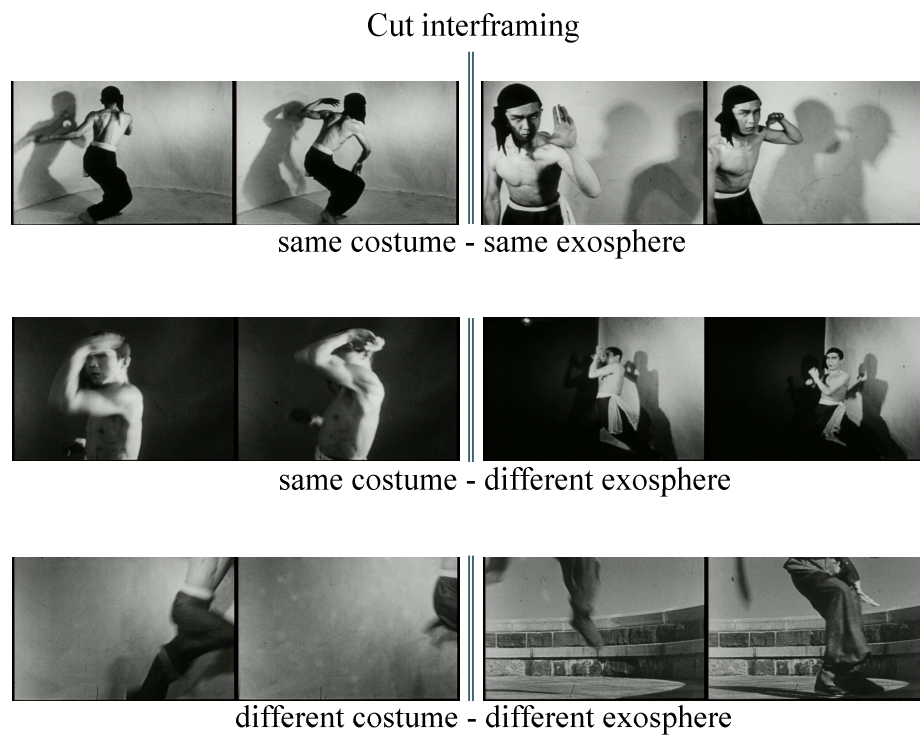 Cut interframing
same costume - same exosphere
same costume - different exosphere
different costume - different exosphere